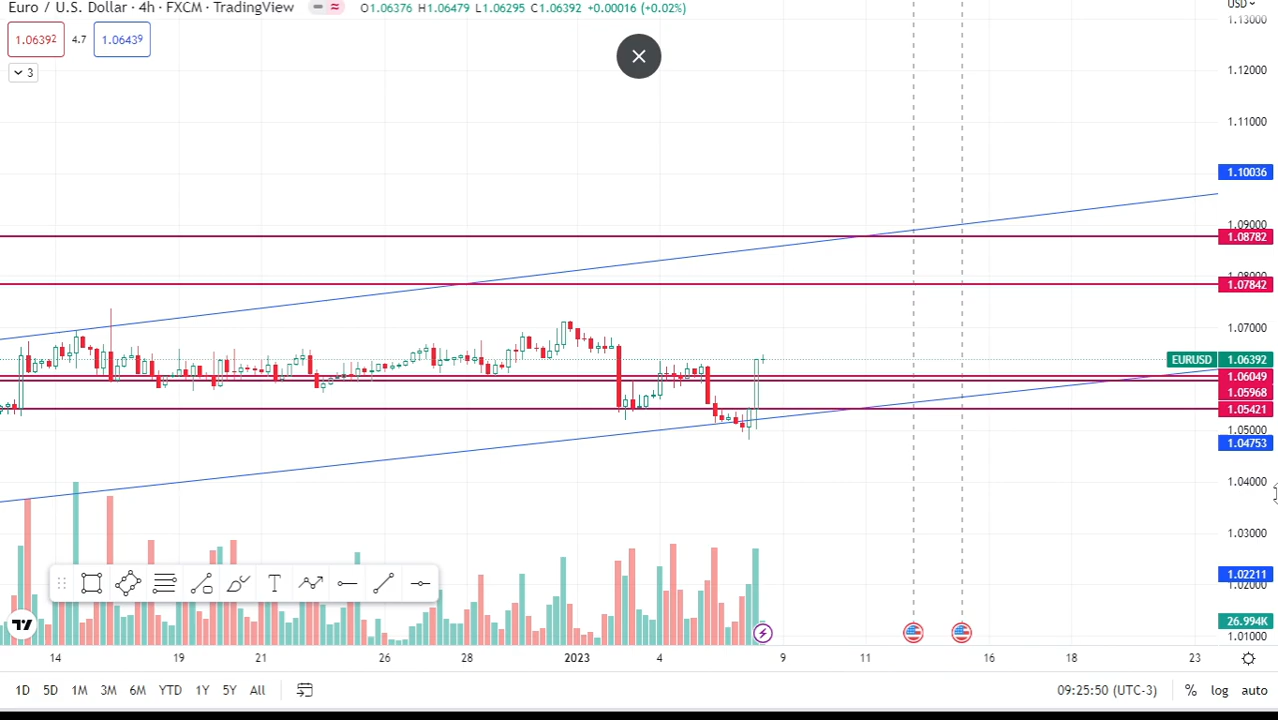 Euro / U.S. Dollar · 4h · FXCM · TradingView O1.06376 H1.06479 L1.06295 C1.06392 +0.00016 (+0.02%) USD
1.13000
1.06392 4.7 1.06439
3
1.12000
1.11000
1.10036
1.09000
1.08782
1.08000
1.07842
1.07000
EURUSD 1.06392
1.06049
1.05968
1.05421
1.05000
1.04753
1.04000
1.03000
1.02211
1.02000
T
26.994K
1.01000
14 19 21 26 28 2023 4 9 11 16 18 23
1D 5D 1M 3M 6M YTD 1Y 5Y All 09:25:50 (UTC-3) % log auto